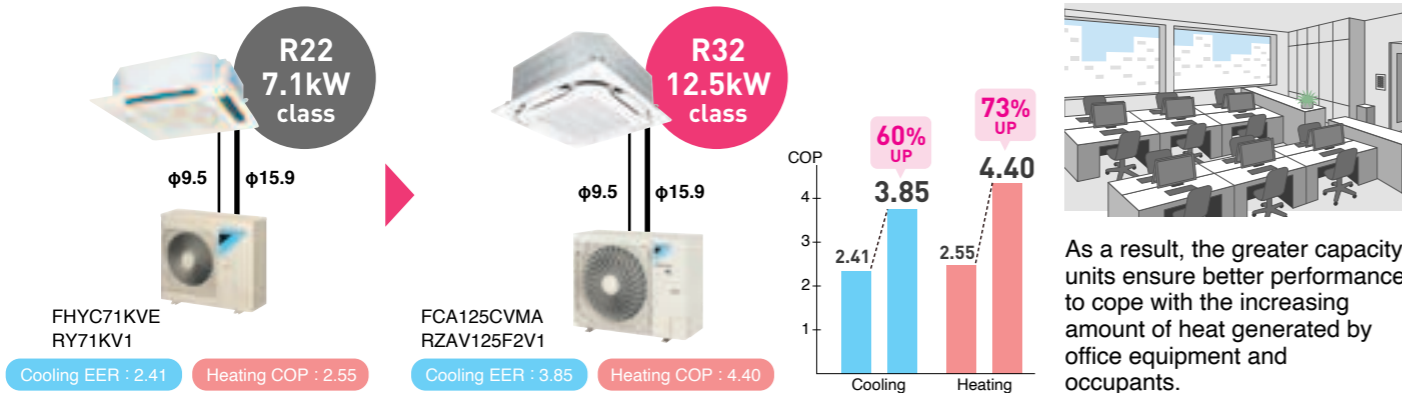 R22
7.1kW
class
φ9.5
φ15.9
FHYC71KVE
RY71KV1
Cooling EER : 2.41
Heating COP : 2.55
R32
12.5kW
class
φ9.5
φ15.9
FCA125CVMA
RZAV125F2V1
Cooling EER : 3.85
Heating COP : 4.40
COP
4
3
2
1
2.41
60%
UP
3.85
2.55
73%
UP
4.40
Cooling
Heating
As a result, the greater capacity
units ensure better performance
to cope with the increasing
amount of heat generated by
office equipment and
occupants.